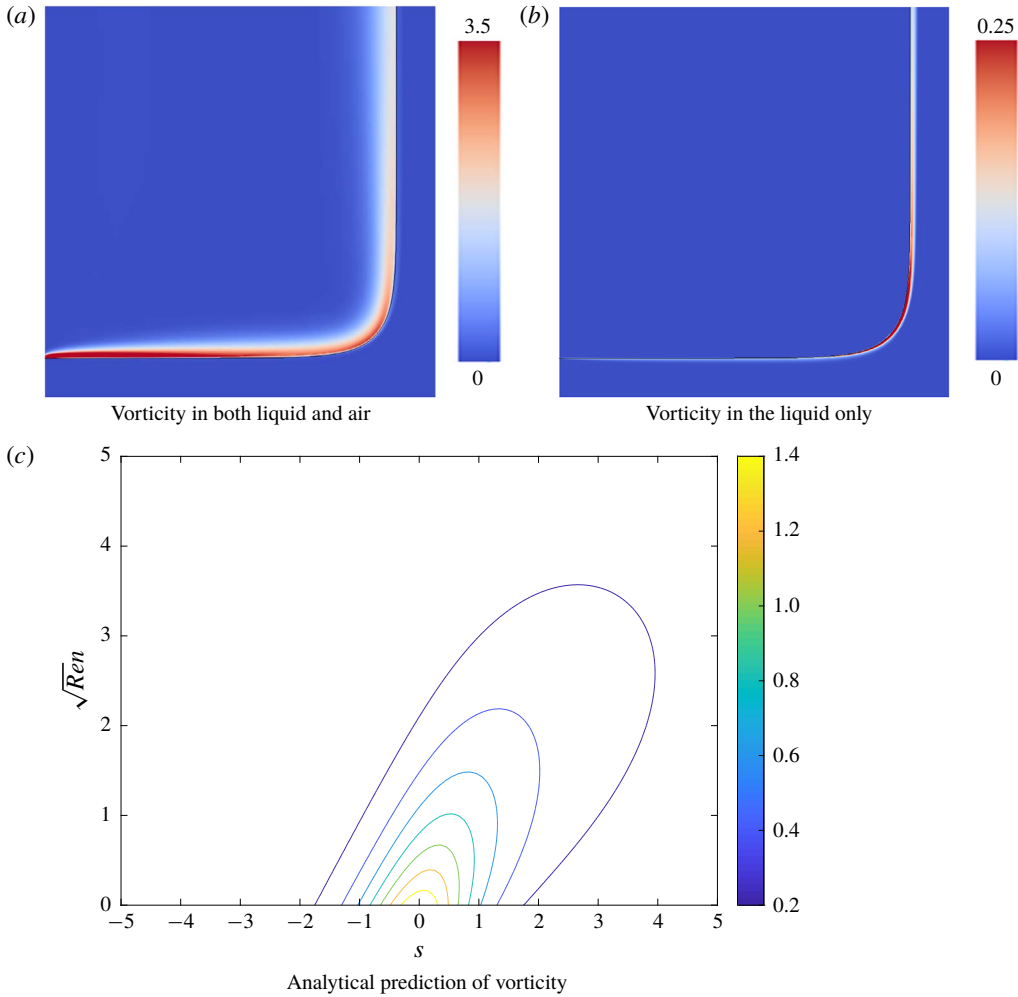 (a)
3.5
0
Vorticity in both liquid and air
(b)
0.25
0
Vorticity in the liquid only
(c)
5
4
3
2
1
0
√Ren
−5 −4 −3 −2 −1 0 1 2 3 4 5
s
1.4
1.2
1.0
0.8
0.6
0.4
0.2
Analytical prediction of vorticity